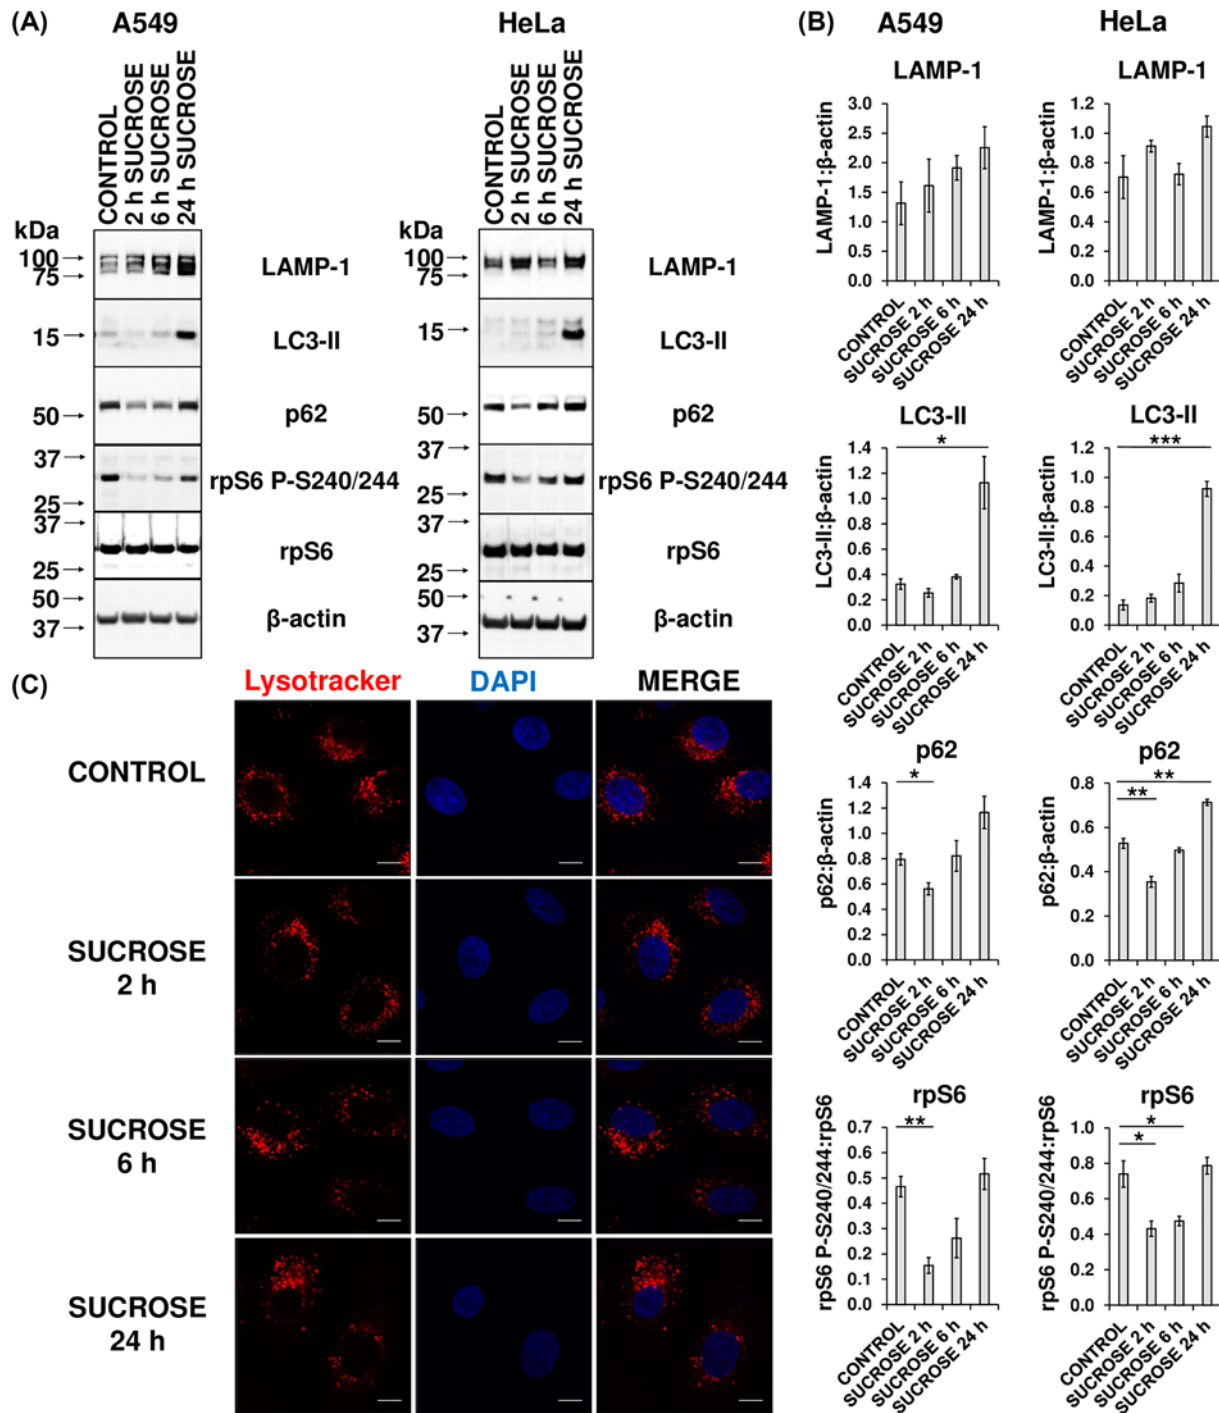 (A)
A549
HeLa
CONTROL
2 h SUCROSE
6 h SUCROSE
24 h SUCROSE
CONTROL
2 h SUCROSE
6 h SUCROSE
24 h SUCROSE
kDa
100
75
LAMP-1
15
LC3-II
50
p62
37
25
rpS6 P-S240/244
37
25
rpS6
50
37
β-actin
kDa
100
75
LAMP-1
15
LC3-II
50
p62
37
25
rpS6 P-S240/244
37
25
rpS6
50
37
β-actin
(B)
A549
HeLa
LAMP-1
LAMP-1:β-actin
3.0
2.5
2.0
1.5
1.0
0.5
0.0
CONTROL
SUCROSE 2 h
SUCROSE 6 h
SUCROSE 24 h
LAMP-1
LAMP-1:β-actin
1.2
1.0
0.8
0.6
0.4
0.2
0.0
CONTROL
SUCROSE 2 h
SUCROSE 6 h
SUCROSE 24 h
LC3-II
LC3-II:β-actin
*
1.4
1.2
1.0
0.8
0.6
0.4
0.2
0.0
CONTROL
SUCROSE 2 h
SUCROSE 6 h
SUCROSE 24 h
LC3-II
LC3-II:β-actin
***
1.2
1.0
0.8
0.6
0.4
0.2
0.0
CONTROL
SUCROSE 2 h
SUCROSE 6 h
SUCROSE 24 h
p62
p62:β-actin
*
1.4
1.2
1.0
0.8
0.6
0.4
0.2
0.0
CONTROL
SUCROSE 2 h
SUCROSE 6 h
SUCROSE 24 h
p62
p62:β-actin
**
**
0.8
0.6
0.4
0.2
0.0
CONTROL
SUCROSE 2 h
SUCROSE 6 h
SUCROSE 24 h
rpS6
rpS6 P-S240/244:rpS6
**
0.7
0.6
0.5
0.4
0.3
0.2
0.1
0.0
CONTROL
SUCROSE 2 h
SUCROSE 6 h
SUCROSE 24 h
rpS6
rpS6 P-S240/244:rpS6
*
*
1.0
0.8
0.6
0.4
0.2
0.0
CONTROL
SUCROSE 2 h
SUCROSE 6 h
SUCROSE 24 h
(C)
Lysotracker
DAPI
MERGE
CONTROL
SUCROSE
2 h
SUCROSE
6 h
SUCROSE
24 h